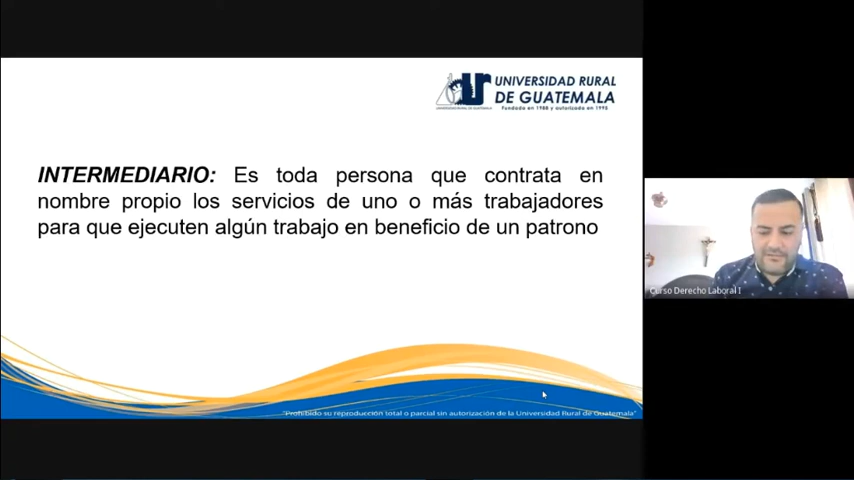 UNIVERSIDAD RURAL
DE GUATEMALA
Fundada en 1988 y autorizada en 1995
INTERMEDIARIO: Es toda persona que contrata en
nombre propio los servicios de uno o más trabajadores
para que ejecuten algún trabajo en beneficio de un patrono
Curso Derecho Laboral I
"Prohibido su reproducción total o parcial sin autorización de la Universidad Rural de Guatemala"